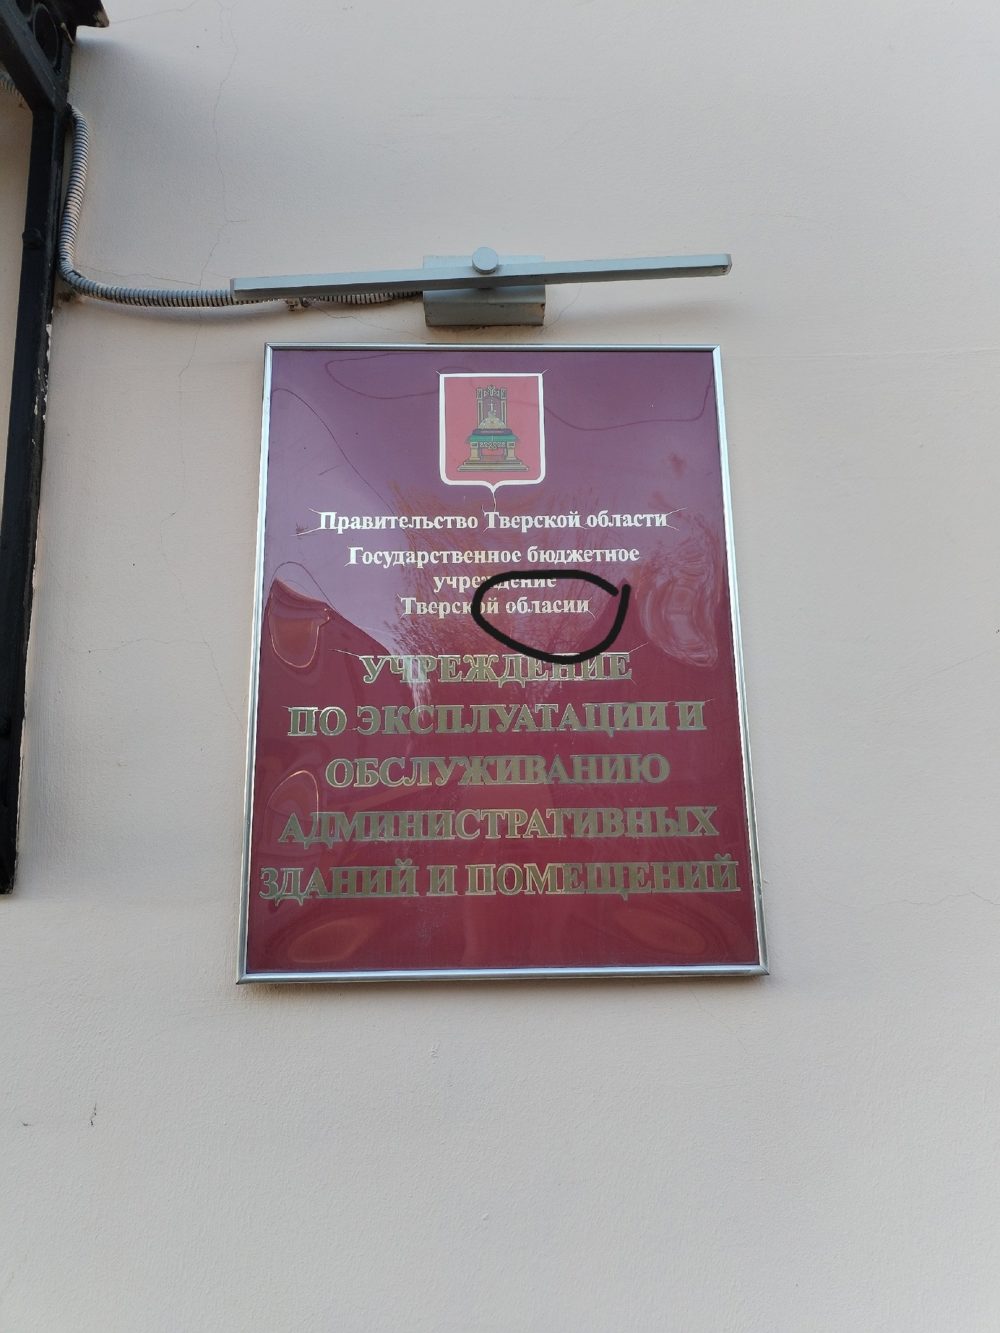 Правительство Тверской области
Государственное бюджетное
учреждение
Тверской обласии
УЧРЕЖДЕНИЕ
ПО ЭКСПЛУАТАЦИИ И
ОБСЛУЖИВАНИЮ
АДМИНИСТРАТИВНЫХ
ЗДАНИЙ И ПОМЕЩЕНИЙ